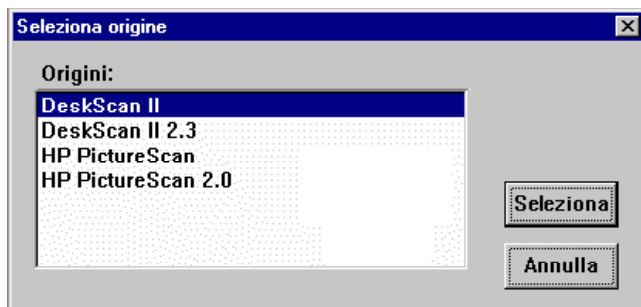 Seleziona origine
Origini:
DeskScan II
DeskScan II 2.3
HP PictureScan
HP PictureScan 2.0
Seleziona
Annulla